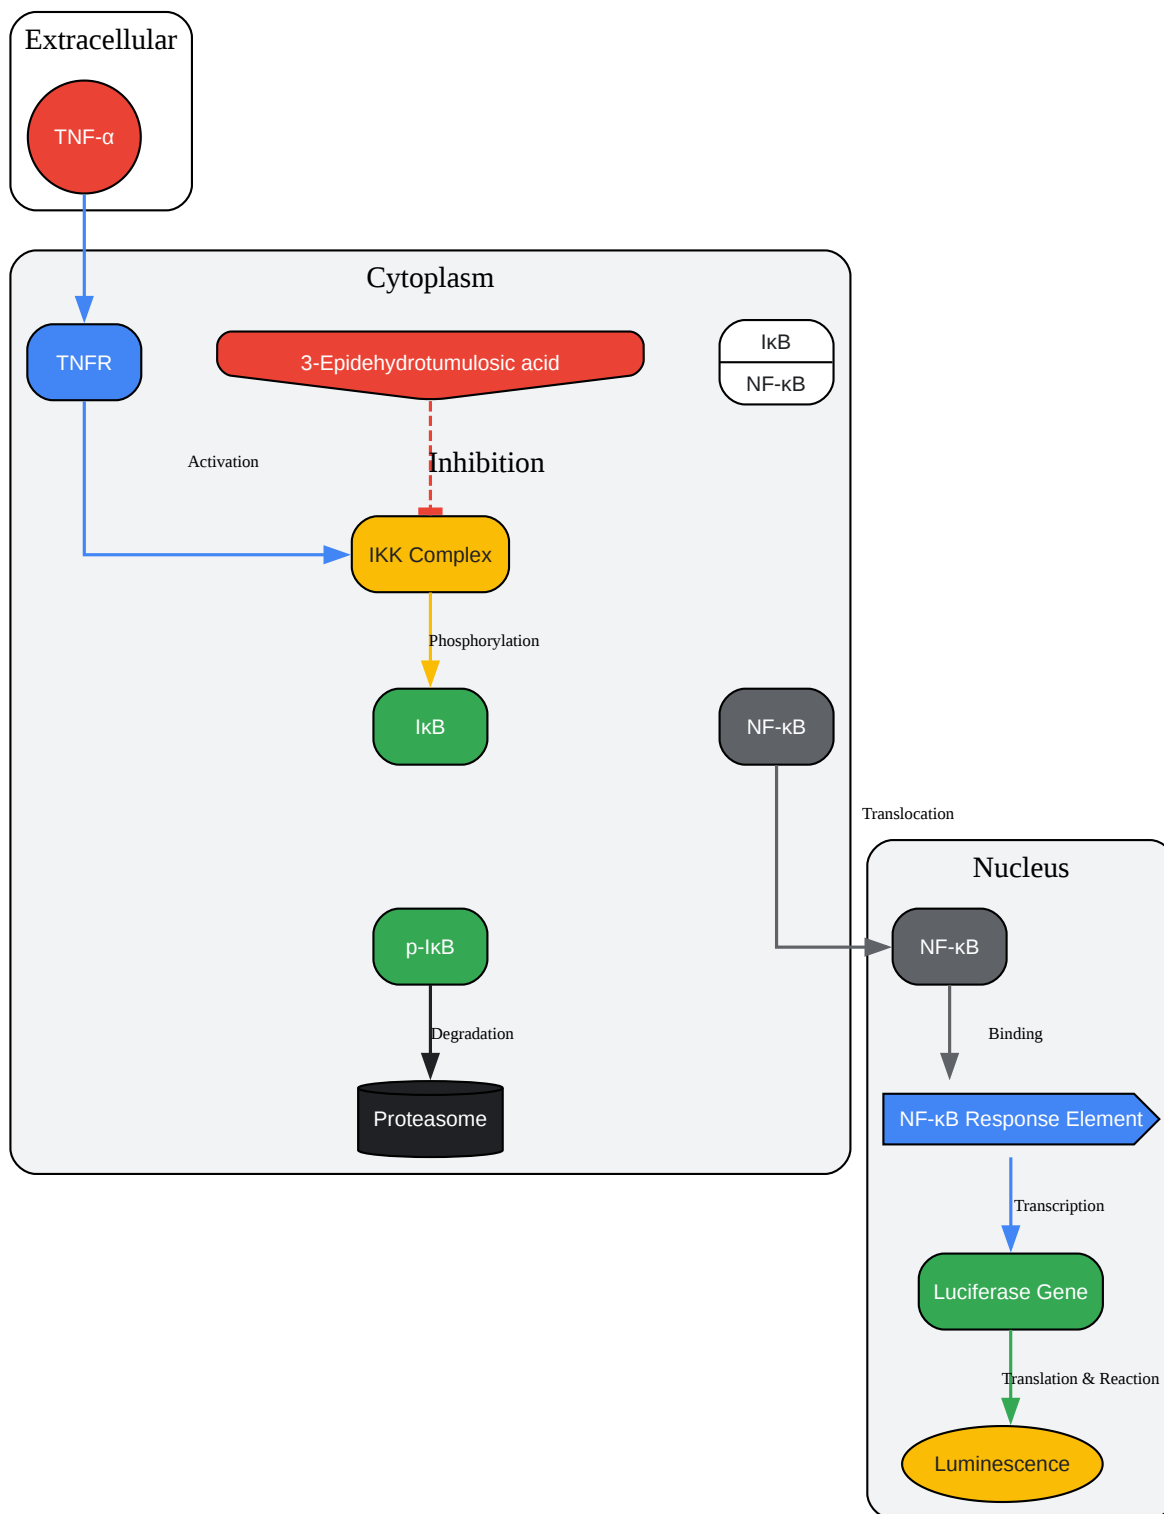 Extracellular
TNF-α
Cytoplasm
TNFR
3-Epidehydrotumulosic acid
IκB
NF-κB
Activation
Inhibition
IKK Complex
Phosphorylation
IκB
NF-κB
Translocation
Nucleus
p-IκB
NF-κB
Degradation
Binding
Proteasome
NF-κB Response Element
Transcription
Luciferase Gene
Translation & Reaction
Luminescence